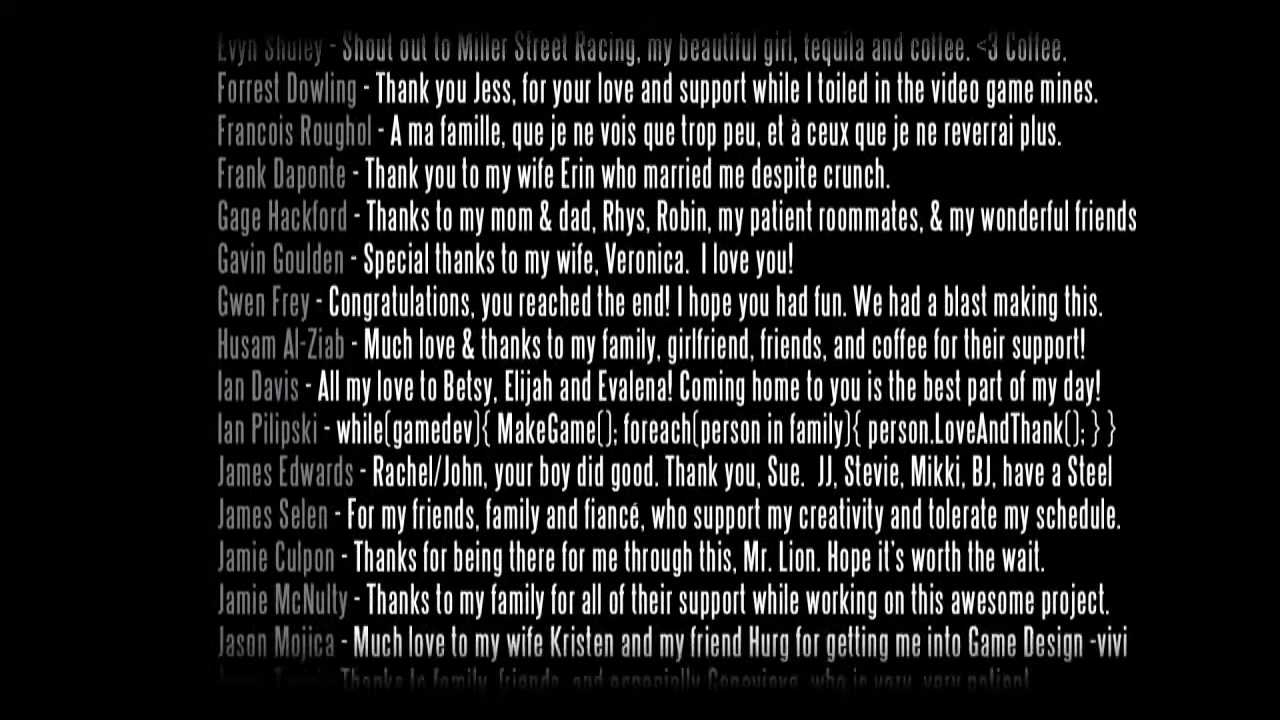 Evyn Shuley - Shout out to Miller Street Racing, my beautiful girl, tequila and coffee. <3 Coffee.
Forrest Dowling - Thank you Jess, for your love and support while I toiled in the video game mines.
Francois Roughol - A ma famille, que je ne vois que trop peu, et à ceux que je ne reverrai plus.
Frank Daponte - Thank you to my wife Erin who married me despite crunch.
Gage Hackford - Thanks to my mom & dad, Rhys, Robin, my patient roommates, & my wonderful friends
Gavin Goulden - Special thanks to my wife, Veronica.  I love you!
Gwen Frey - Congratulations, you reached the end! I hope you had fun. We had a blast making this.
Husam Al-Ziab - Much love & thanks to my family, girlfriend, friends, and coffee for their support!
Ian Davis - All my love to Betsy, Elijah and Evalena! Coming home to you is the best part of my day!
Ian Pilipski - while(gamedev){ MakeGame(); foreach(person in family){ person.LoveAndThank(); } }
James Edwards - Rachel/John, your boy did good. Thank you, Sue.  JJ, Stevie, Mikki, BJ, have a Steel
James Selen - For my friends, family and fiancé, who support my creativity and tolerate my schedule.
Jamie Culpon - Thanks for being there for me through this, Mr. Lion. Hope it's worth the wait.
Jamie McNulty - Thanks to my family for all of their support while working on this awesome project.
Jason Mojica - Much love to my wife Kristen and my friend Hurg for getting me into Game Design -vivi
- Thanks to family, friends, and especially Genevieve, who is very, very patient!